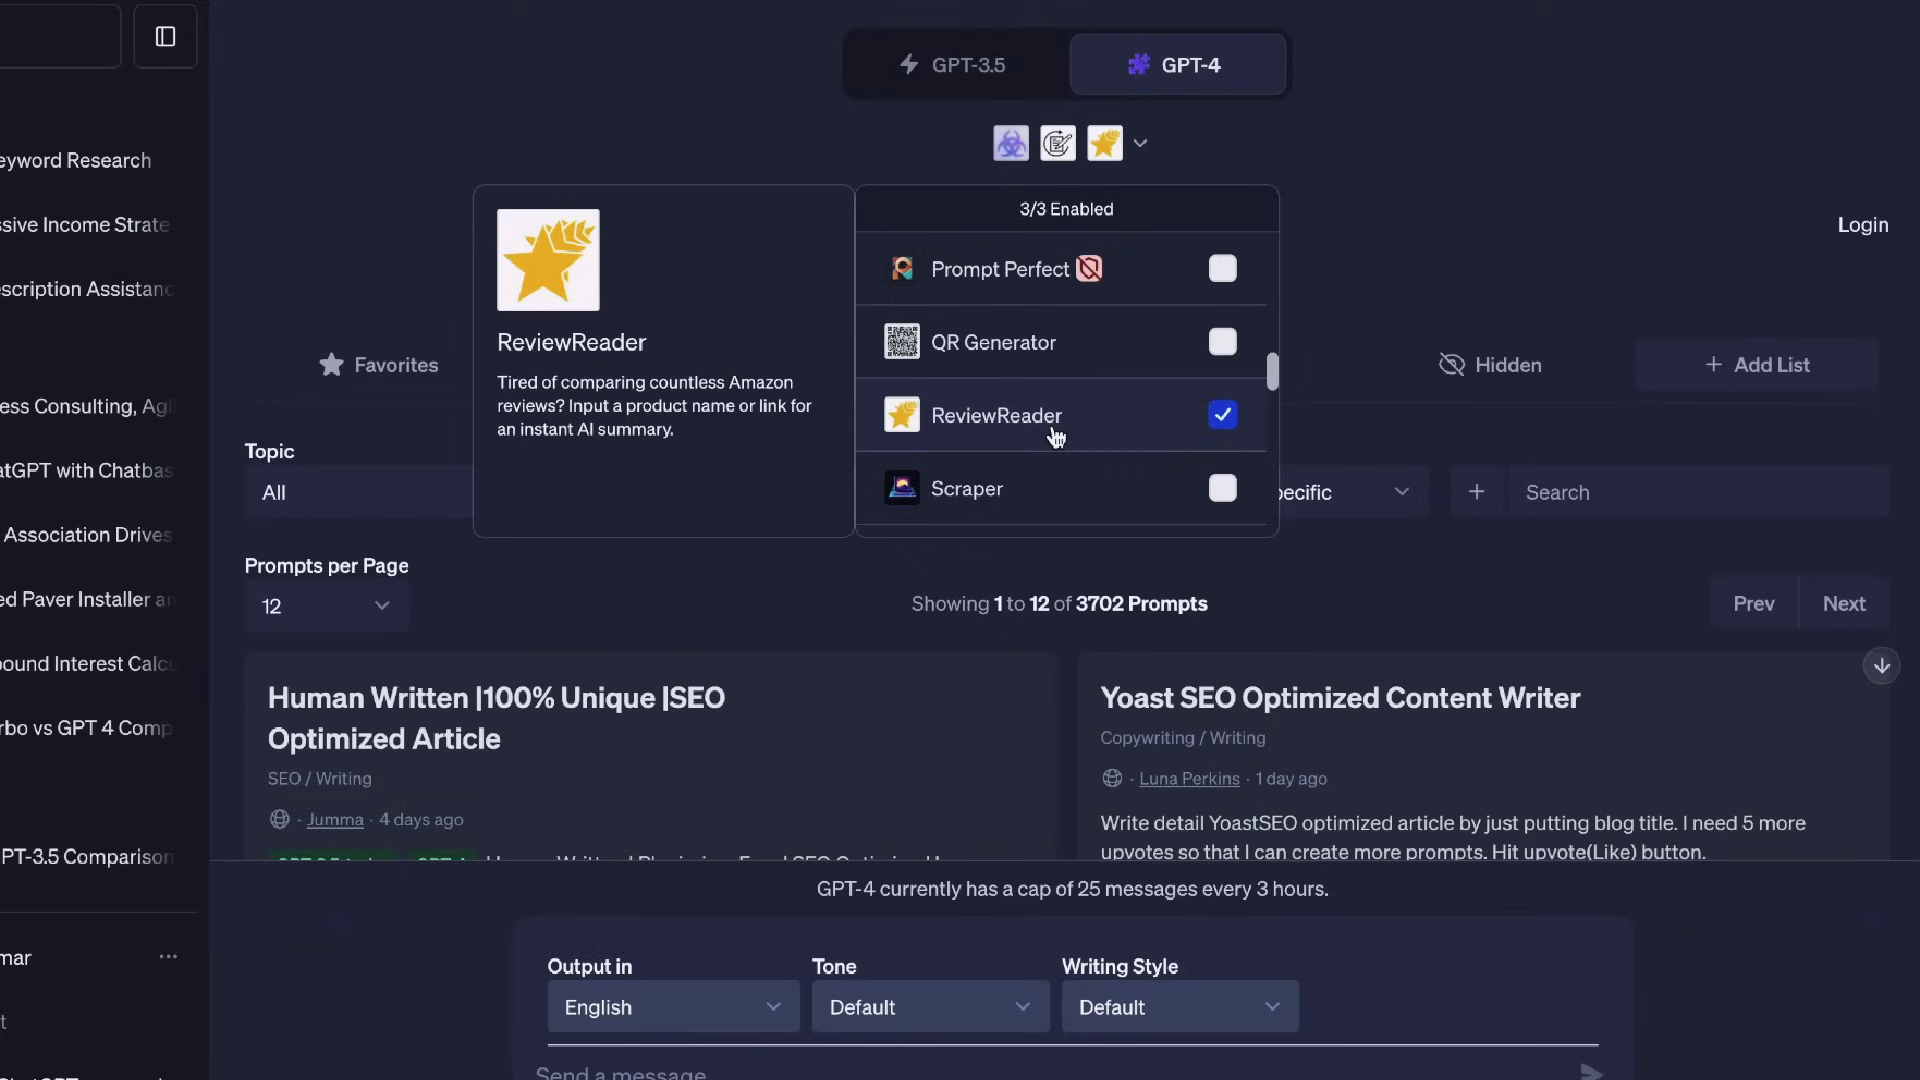 GPT-3.5
GPT-4
3/3 Enabled
Prompt Perfect
QR Generator
ReviewReader
Scraper
ReviewReader
Tired of comparing countless Amazon
reviews? Input a product name or link for
an instant AI summary.
Login
eyword Research
ssive Income Strate
escription Assistanc
ess Consulting, Agi
atGPT with Chatbas
Association Drives
ed Paver Installer an
pound Interest Calcu
rbo vs GPT 4 Comp
PT-3.5 Comparison
mar
Favorites
Hidden
+ Add List
Topic
All
pecific
+
Search
Prompts per Page
12
Showing 1 to 12 of 3702 Prompts
Prev
Next
Human Written |100% Unique |SEO
Optimized Article
SEO / Writing
- Jumma · 4 days ago
Yoast SEO Optimized Content Writer
Copywriting / Writing
- Luna Perkins · 1 day ago
Write detail YoastSEO optimized article by just putting blog title. I need 5 more
upvotes so that I can create more prompts. Hit upvote(Like) button.
GPT-4 currently has a cap of 25 messages every 3 hours.
Output in
English
Tone
Default
Writing Style
Default
Send a message